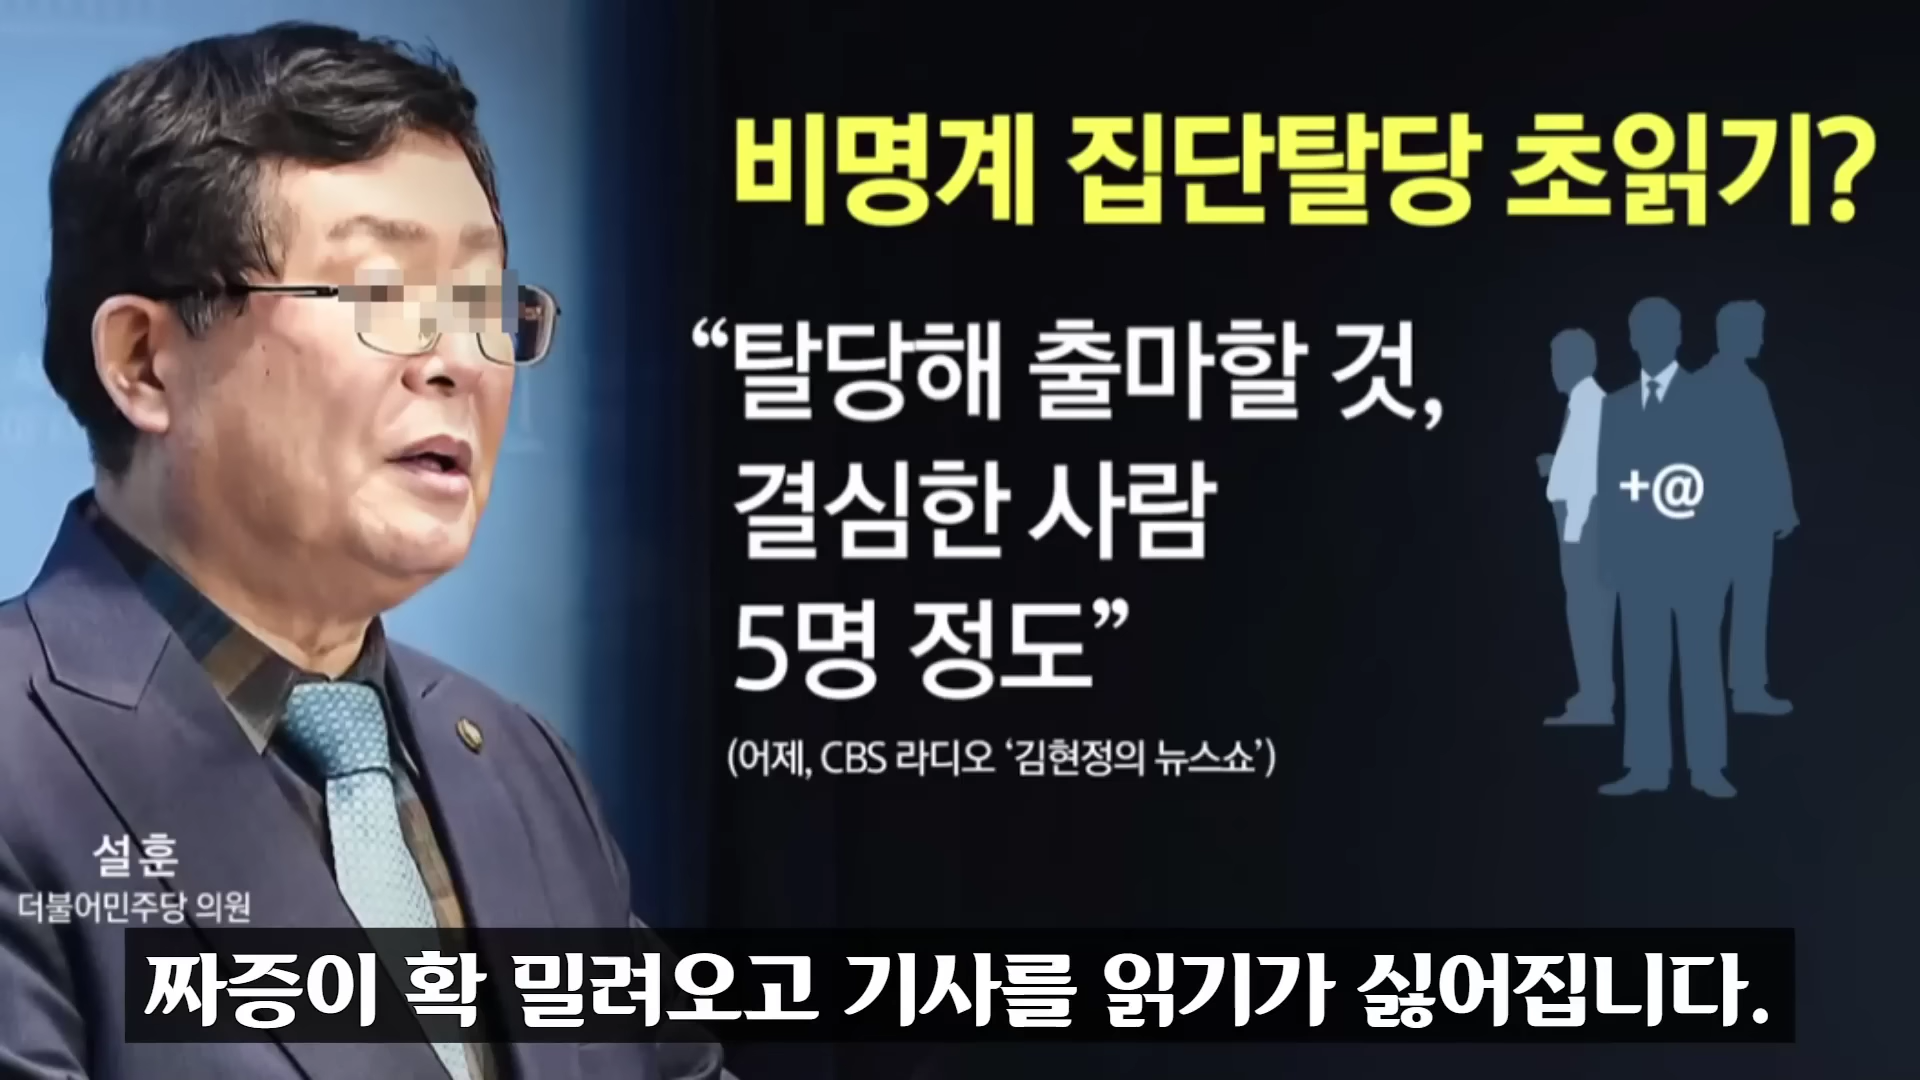 비명계 집단탈당 초읽기?
“탈당해 출마할 것,
결심한 사람
5명 정도”
+@
(어제, CBS 라디오 ‘김현정의 뉴스쇼’)
설훈
더불어민주당 의원
짜증이 확 밀려오고 기사를 읽기가 싫어집니다.